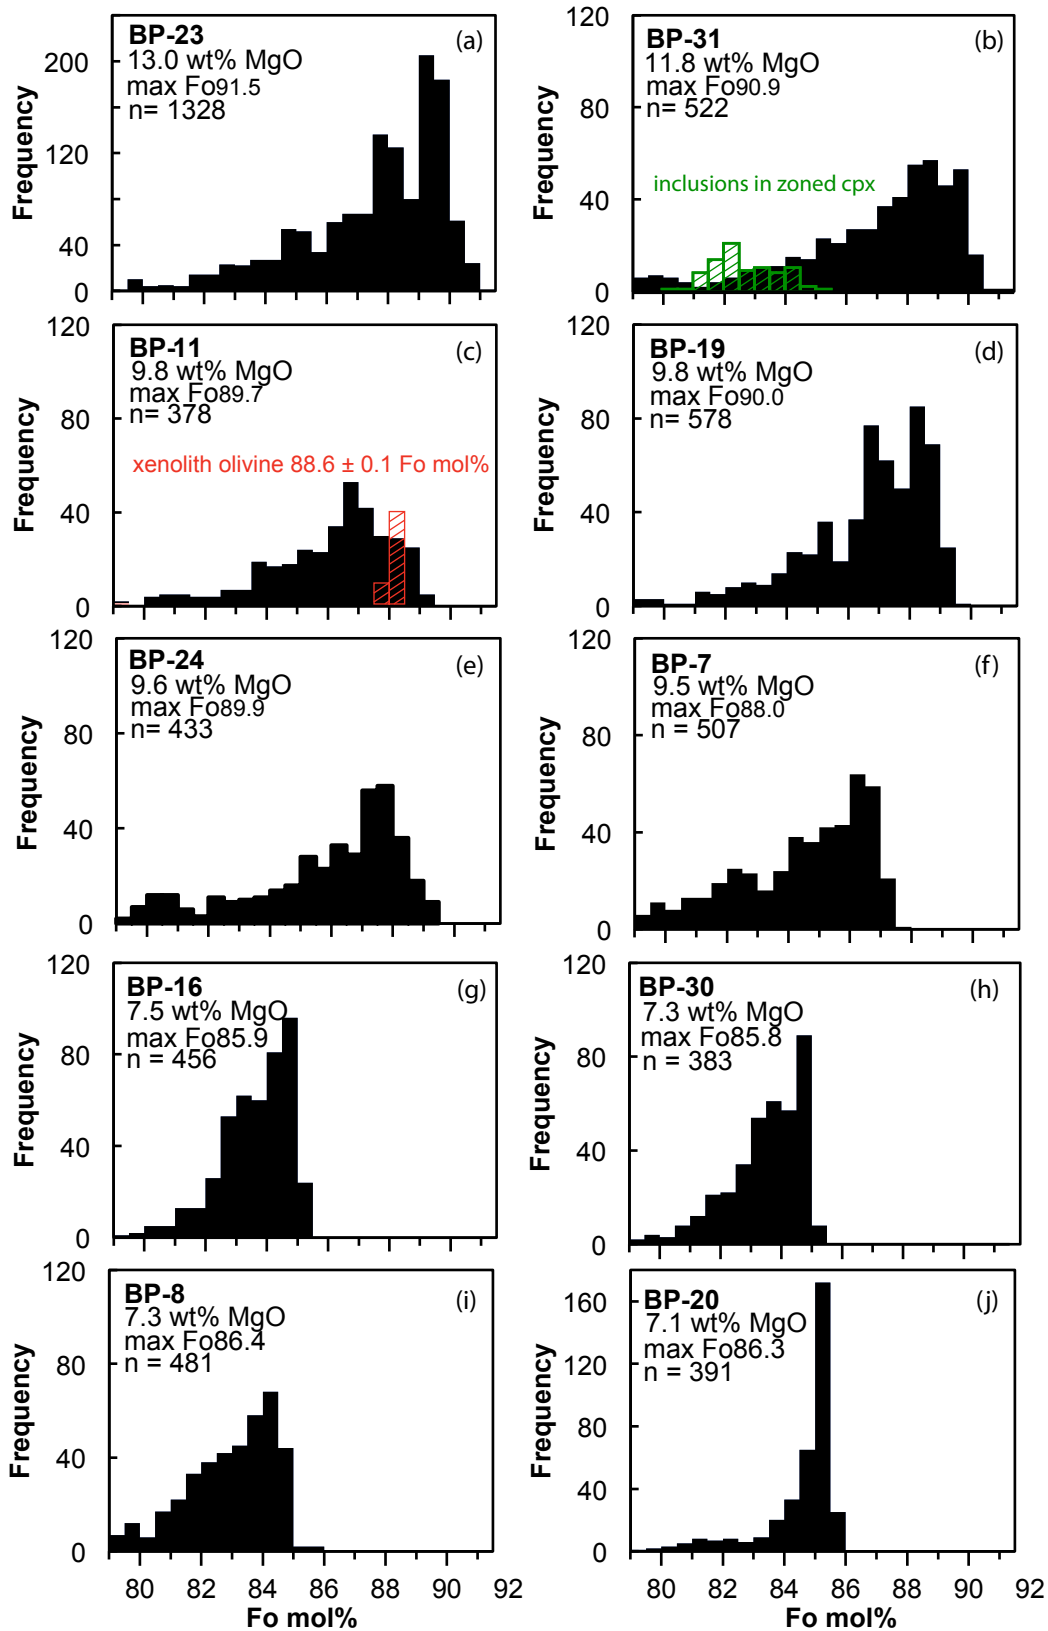 BP-23
(a)
13.0 wt% MgO
max Fo91.5
n= 1328
200
120
40
0
Frequency
120
BP-31
(b)
11.8 wt% MgO
max Fo90.9
n= 522
80
inclusions in zoned cpx
40
0
Frequency
120
BP-11
(c)
9.8 wt% MgO
max Fo89.7
n= 378
80
xenolith olivine 88.6 ± 0.1 Fo mol%
40
0
Frequency
120
BP-19
(d)
9.8 wt% MgO
max Fo90.0
n= 578
80
40
0
Frequency
120
BP-24
(e)
9.6 wt% MgO
max Fo89.9
n= 433
80
40
0
Frequency
120
BP-7
(f)
9.5 wt% MgO
max Fo88.0
n = 507
80
40
0
Frequency
120
BP-16
(g)
7.5 wt% MgO
max Fo85.9
n = 456
80
40
0
Frequency
120
BP-30
(h)
7.3 wt% MgO
max Fo85.8
n = 383
80
40
0
Frequency
120
BP-8
(i)
7.3 wt% MgO
max Fo86.4
n = 481
80
40
0
Frequency
80 82 84 86 88 90 92
Fo mol%
BP-20
(j)
160
7.1 wt% MgO
max Fo86.3
n = 391
120
80
40
0
Frequency
80 82 84 86 88 90 92
Fo mol%